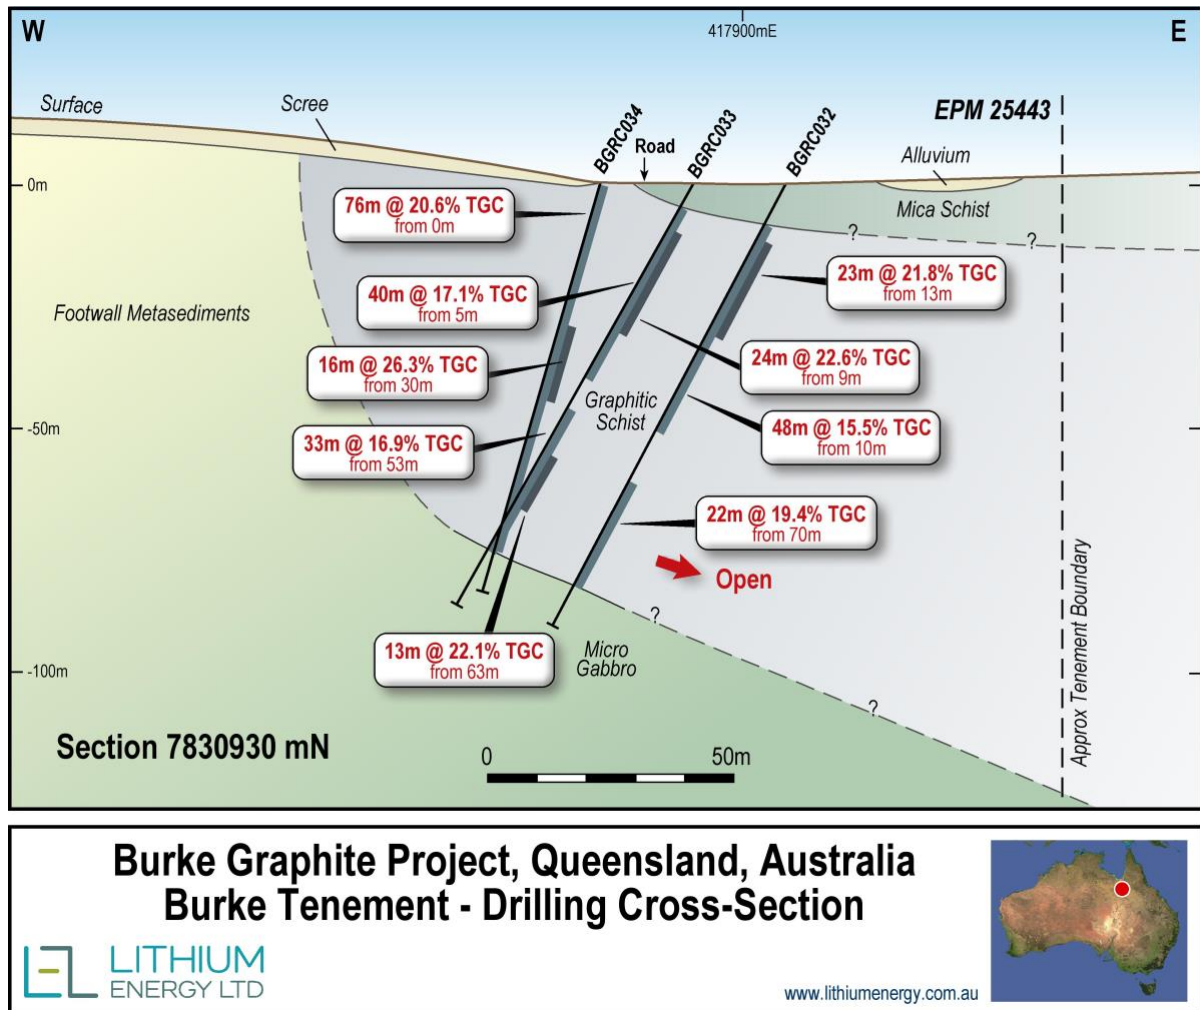 W
417900mE
E
Surface
Scree
BGRC034
Road
BGRC033
BGRC032
EPM 25443
Alluvium
0m
76m @ 20.6% TGC
from 0m
Mica Schist
?
?
40m @ 17.1% TGC
from 5m
23m @ 21.8% TGC
from 13m
Footwall Metasediments
16m @ 26.3% TGC
from 30m
24m @ 22.6% TGC
from 9m
Graphitic
Schist
-50m
33m @ 16.9% TGC
from 53m
48m @ 15.5% TGC
from 10m
22m @ 19.4% TGC
from 70m
Open
Approx Tenement Boundary
?
13m @ 22.1% TGC
from 63m
Micro
Gabbro
-100m
?
Section 7830930 mN
0
50m
Burke Graphite Project, Queensland, Australia
Burke Tenement - Drilling Cross-Section
LITHIUM
ENERGY LTD
www.lithiumenergy.com.au